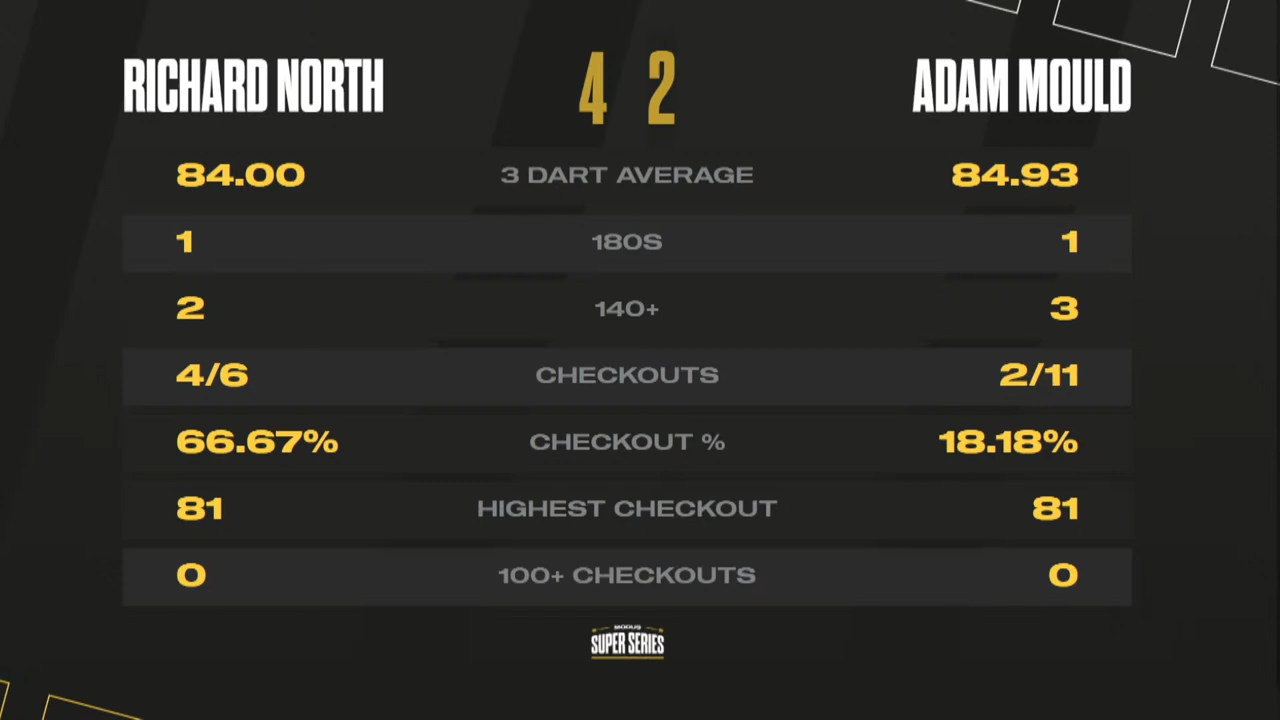 RICHARD NORTH 4 2 ADAM MOULD
84.00 3 DART AVERAGE 84.93
1 180S 1
2 140+ 3
4/6 CHECKOUTS 2/11
66.67% CHECKOUT % 18.18%
81 HIGHEST CHECKOUT 81
0 100+ CHECKOUTS 0
MODUS
SUPER SERIES